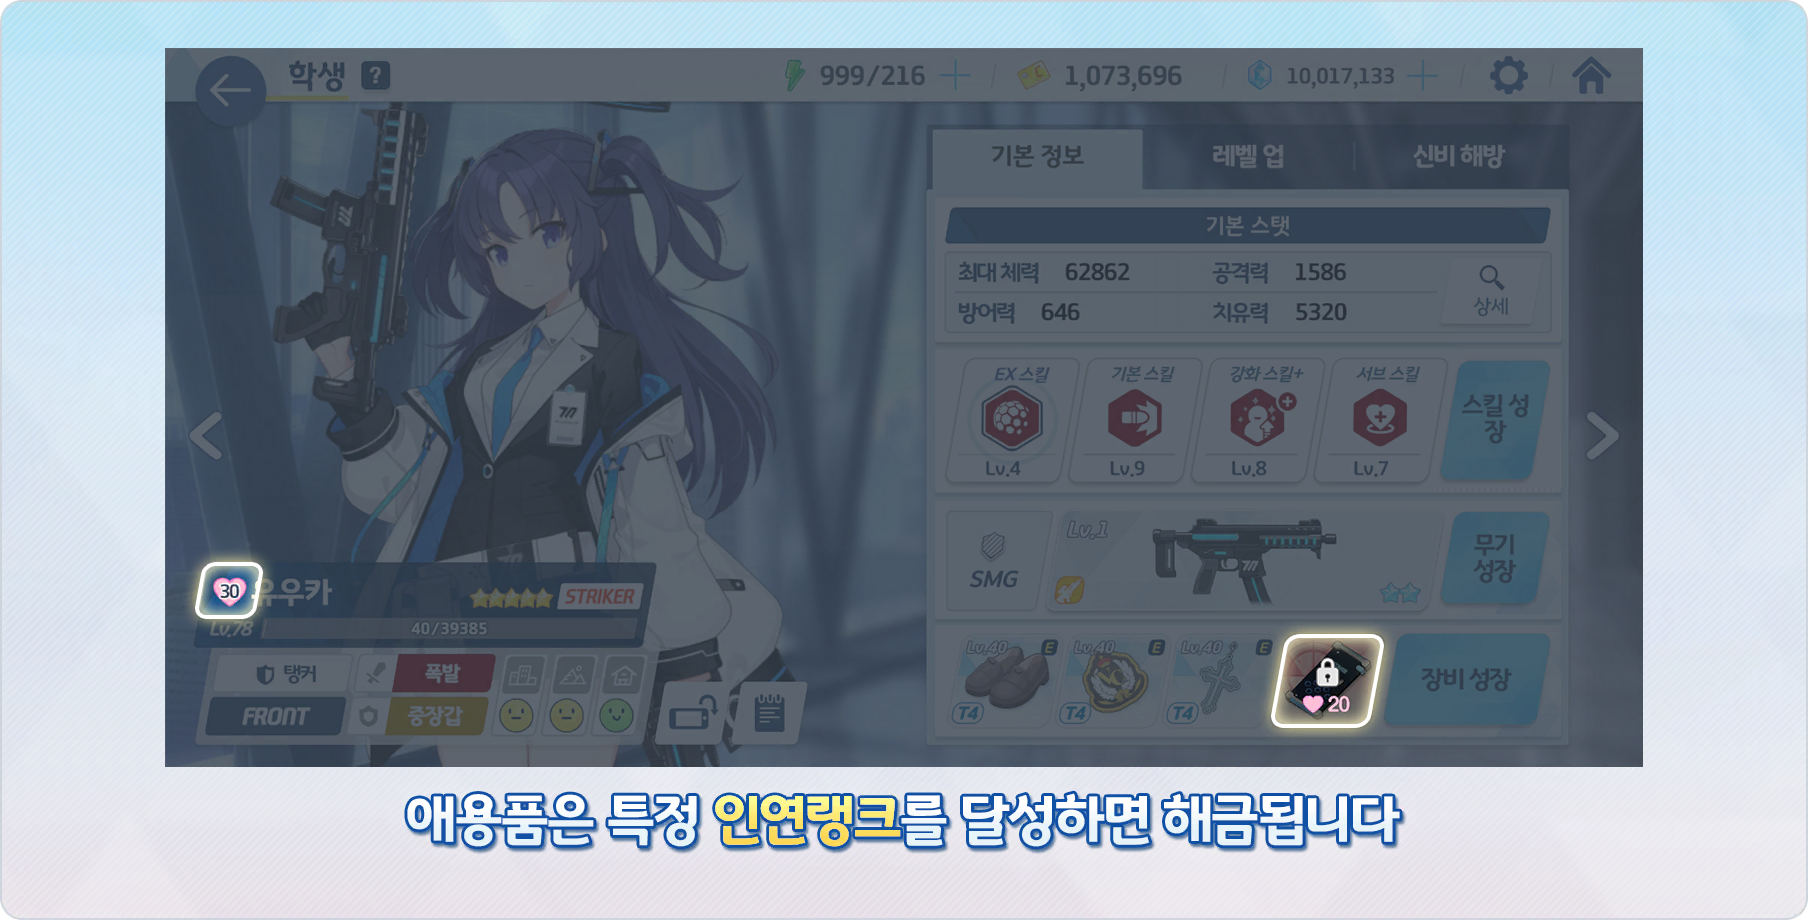 학생 ?
999/216
1,073,696
10,017,133
기본 정보
레벨 업
신비 해방
기본 스탯
최대 체력 62862
공격력 1586
방어력 646
치유력 5320
상세
EX 스킬
기본 스킬
강화 스킬+
서브 스킬
Lv.4
Lv.9
Lv.8
Lv.7
스킬 성
장
SMG
Lv.1
무기
성장
30
유우카
STRIKER
Lv.78
40/39385
탱커
폭발
FRONT
중장갑
Lv.40 E
T4
Lv.40 E
T4
Lv.40 E
T4
20
장비 성장
애용품은 특정 인연랭크를 달성하면 해금됩니다